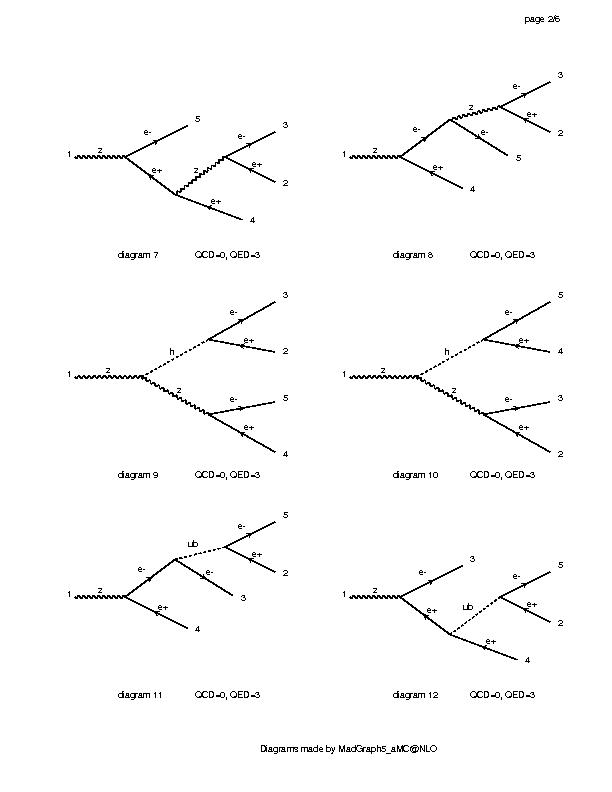 page 2/6
1 z e- 5 e+ z e- 3 e+ 2 e+ 4
diagram 7 QCD=0, QED=3
1 z e- z e- 3 e+ 2 e- 5 e+ 4
diagram 8 QCD=0, QED=3
1 z h e- 3 e+ 2 z e- 5 e+ 4
diagram 9 QCD=0, QED=3
1 z h e- 5 e+ 4 z e- 3 e+ 2
diagram 10 QCD=0, QED=3
1 z e- ub e- 5 e+ 2 e- 3 e+ 4
diagram 11 QCD=0, QED=3
1 z e- 3 e+ ub e- 5 e+ 2 e+ 4
diagram 12 QCD=0, QED=3
Diagrams made by MadGraph5_aMC@NLO